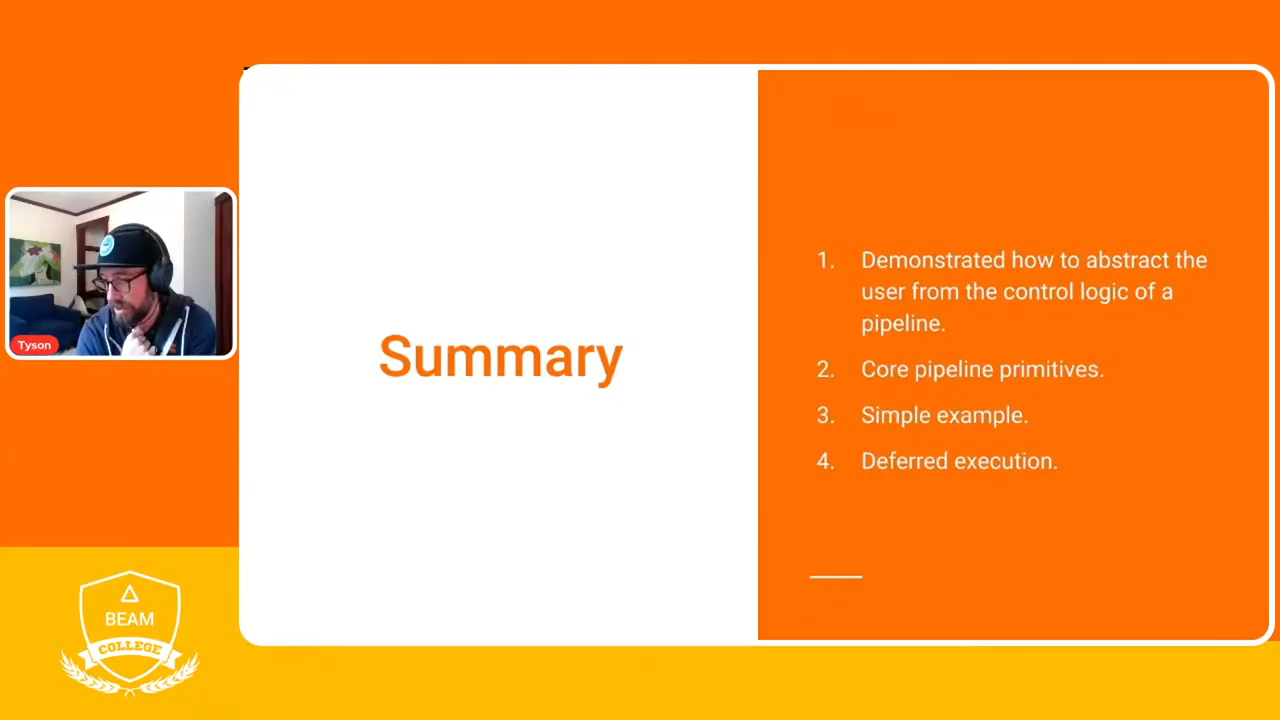 Tyson
BEAM
COLLEGE
Summary
1. Demonstrated how to abstract the
user from the control logic of a
pipeline.
2. Core pipeline primitives.
3. Simple example.
4. Deferred execution.